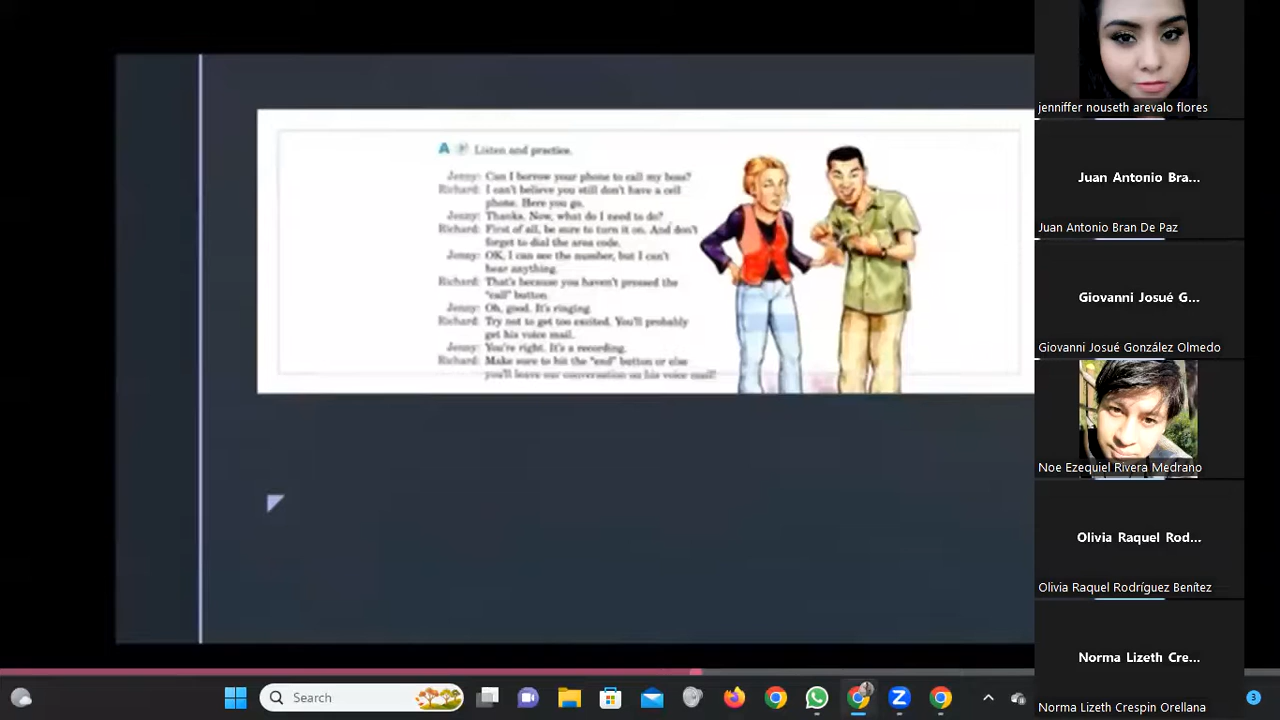 A Listen and practice.
Jenny: Can I borrow your phone to call my boss?
Richard: I can't believe you still don't have a cell
phone. Here you go.
Jenny: Thanks. Now, what do I need to do?
Richard: First of all, be sure to turn it on. And don't
forget to dial the area code.
Jenny: OK, I can see the number, but I can't
hear anything.
Richard: That's because you haven't pressed the
"call" button.
Jenny: Oh, good. It's ringing.
Richard: Try not to get too excited. You'll probably
get his voice mail.
Jenny: You're right. It's a recording.
Richard: Make sure to hit the "end" button or else
you'll leave our conversation on his voice mail!
jenniffer nouseth arevalo flores
Juan Antonio Bra...
Juan Antonio Bran De Paz
Giovanni Josue G...
Giovanni Josué González Olmedo
Noe Ezequiel Rivera Medrano
Olivia Raquel Rod...
Olivia Raquel Rodríguez Benítez
Norma Lizeth Cre...
Norma Lizeth Crespin Orellana
Search
3